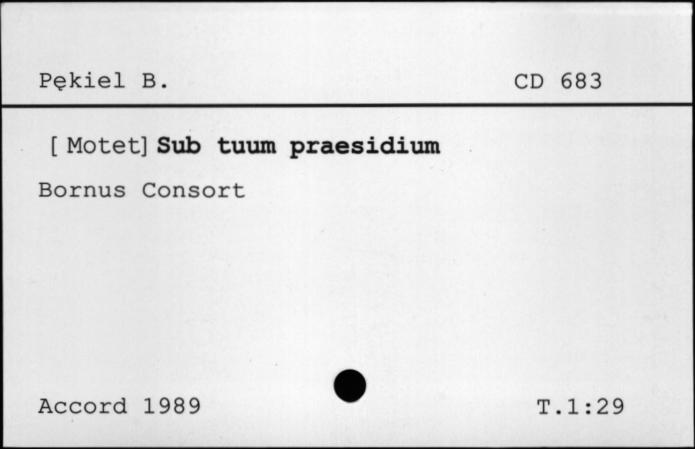 Pękiel B. CD 683
[ Motet] Sub tuum praesidium
Bornus Consort
Accord 1989 T.1:29